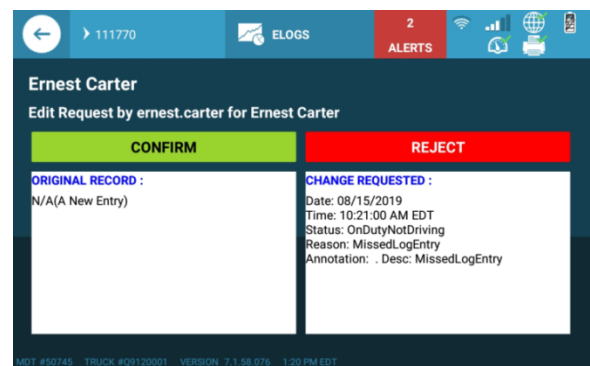 111770
ELOGS
2
ALERTS
Ernest Carter
Edit Request by ernest.carter for Ernest Carter
CONFIRM
REJECT
ORIGINAL RECORD :
N/A(A New Entry)
CHANGE REQUESTED :
Date: 08/15/2019
Time: 10:21:00 AM EDT
Status: OnDutyNotDriving
Reason: MissedLogEntry
Annotation: . Desc: MissedLogEntry
MDT #50745 TRUCK #Q9120001 VERSION 7.1.58.076 1:20 PM EDT